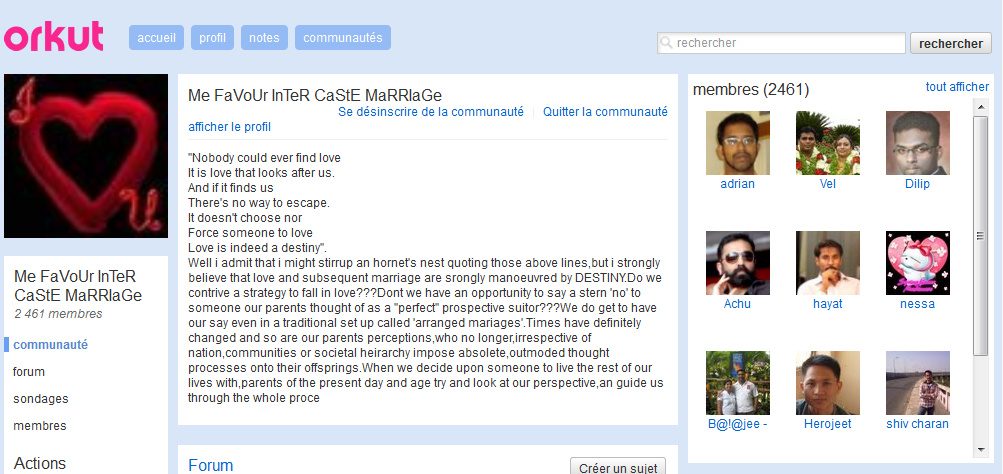 orkut
accueil
profil
notes
communautés
rechercher
rechercher
I
U
Me FaVoUr InTeR
CaStE MaRRIaGe
2 461 membres
communauté
forum
sondages
membres
Actions
Me FaVoUr InTeR CaStE MaRRIaGe
Se désinscrire de la communauté
Quitter la communauté
afficher le profil
"Nobody could ever find love
It is love that looks after us.
And if it finds us
There's no way to escape.
It doesn't choose nor
Force someone to love
Love is indeed a destiny".
Well i admit that i might stirrup an hornet's nest quoting those above lines,but i strongly
believe that love and subsequent marriage are srongly manoeuvred by DESTINY.Do we
contrive a strategy to fall in love???Dont we have an opportunity to say a stern 'no' to
someone our parents thought of as a "perfect" prospective suitor???We do get to have
our say even in a traditional set up called 'arranged mariages'.Times have definitely
changed and so are our parents perceptions,who no longer,irrespective of
nation,communities or societal heirarchy impose absolete,outmoded thought
processes onto their offsprings.When we decide upon someone to live the rest of our
lives with,parents of the present day and age try and look at our perspective,an guide us
through the whole proce
Forum
Créer un sujet
membres (2461)
tout afficher
adrian
Vel
Dilip
Achu
hayat
nessa
B@!@jee -
Herojeet
shiv charan